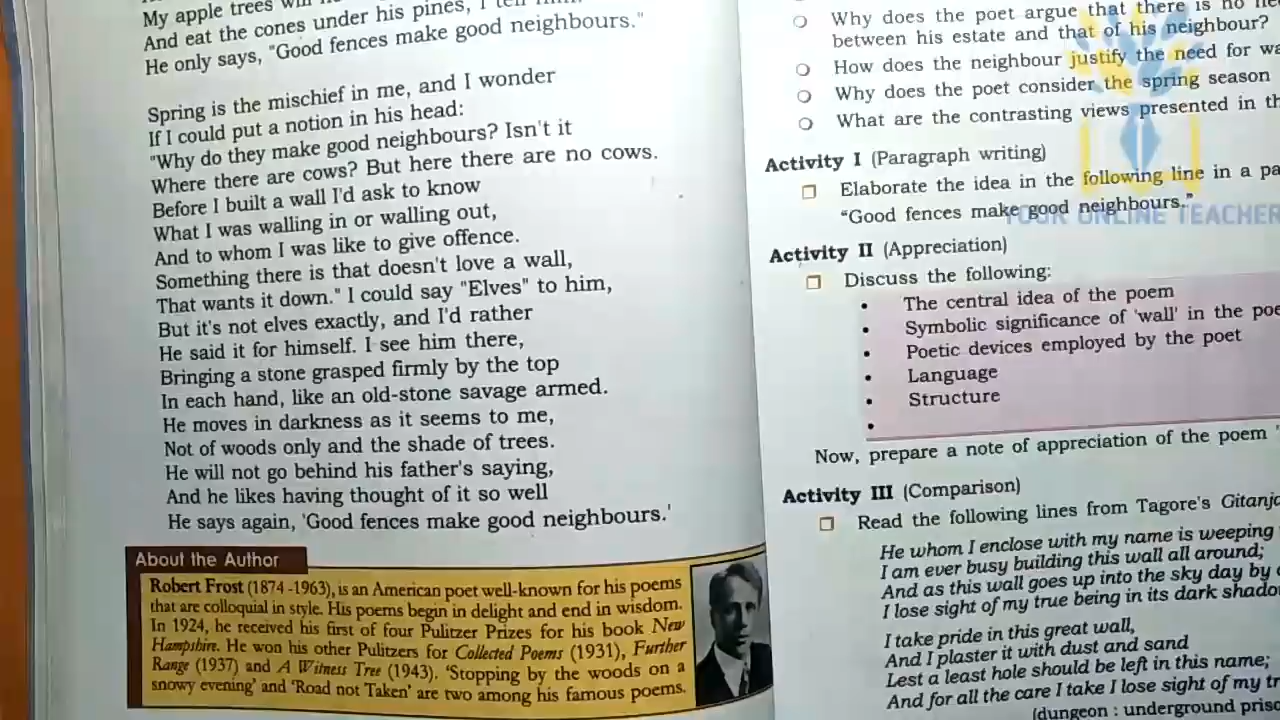 My apple trees will
And eat the cones under his pines, I tell him.
He only says, "Good fences make good neighbours."
Spring is the mischief in me, and I wonder
If I could put a notion in his head:
"Why do they make good neighbours? Isn't it
Where there are cows? But here there are no cows.
Before I built a wall I'd ask to know
What I was walling in or walling out,
And to whom I was like to give offence.
Something there is that doesn't love a wall,
That wants it down." I could say "Elves" to him,
But it's not elves exactly, and I'd rather
He said it for himself. I see him there,
Bringing a stone grasped firmly by the top
In each hand, like an old-stone savage armed.
He moves in darkness as it seems to me,
Not of woods only and the shade of trees.
He will not go behind his father's saying,
And he likes having thought of it so well
He says again, 'Good fences make good neighbours.'
About the Author
Robert Frost (1874 -1963), is an American poet well-known for his poems
that are colloquial in style. His poems begin in delight and end in wisdom.
In 1924, he received his first of four Pulitzer Prizes for his book New
Hampshire. He won his other Pulitzers for Collected Poems (1931), Further
Range (1937) and A Witness Tree (1943). 'Stopping by the woods on a
snowy evening' and 'Road not Taken' are two among his famous poems.
Why does the poet argue that there is no
between his estate and that of his neighbour?
How does the neighbour justify the need for
Why does the poet consider the spring season
What are the contrasting views presented in
Activity I (Paragraph writing)
Elaborate the idea in the following line in a
"Good fences make good neighbours."
YOUR ONLINE TEACHER
Activity II (Appreciation)
Discuss the following:
• The central idea of the poem
• Symbolic significance of 'wall' in the
• Poetic devices employed by the poet
• Language
• Structure
•
Now, prepare a note of appreciation of the poem '
Activity III (Comparison)
Read the following lines from Tagore's
He whom I enclose with my name is weeping
I am ever busy building this wall all around;
And as this wall goes up into the sky day by
I lose sight of my true being in its dark
I take pride in this great wall,
And I plaster it with dust and sand
Lest a least hole should be left in this name;
And for all the care I take I lose sight of my
(dungeon : underground